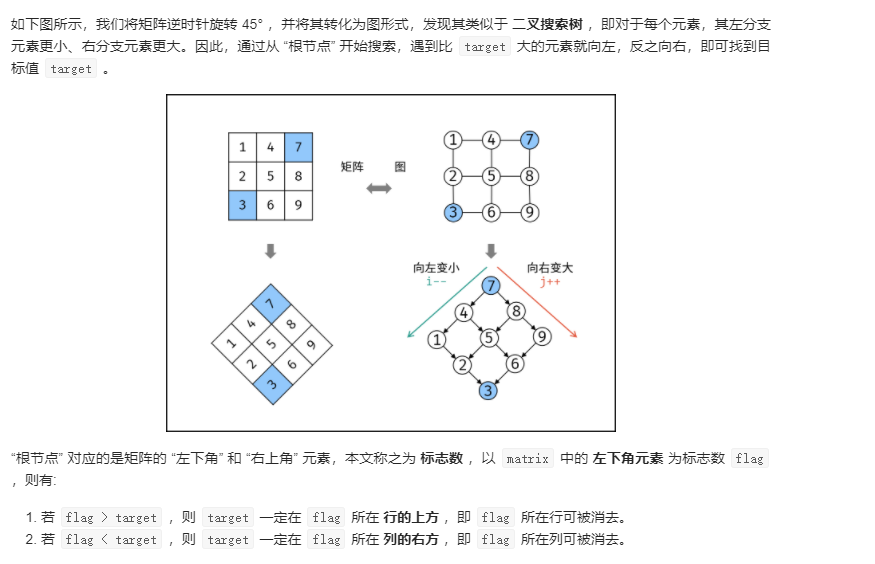 如下图所示，我们将矩阵逆时针旋转 45° ，并将其转化为图形式，发现其类似于 二叉搜索树 ，即对于每个元素，其左分支
元素更小、右分支元素更大。因此，通过从 “根节点” 开始搜索，遇到比 target 大的元素就向左，反之向右，即可找到目
标值 target 。
1 4 7
2 5 8
3 6 9
矩阵 图
1 4 7
2 5 8
3 6 9
7
4 8
1 5 9
2 6
3
向左变小
i--
向右变大
j++
7
4 8
1 5 9
2 6
3
“根节点” 对应的是矩阵的 “左下角” 和 “右上角” 元素，本文称之为 标志数 ，以 matrix 中的 左下角元素 为标志数 flag
，则有:
1. 若 flag > target ，则 target 一定在 flag 所在 行的上方 ，即 flag 所在行可被消去。
2. 若 flag < target ，则 target 一定在 flag 所在 列的右方 ，即 flag 所在列可被消去。